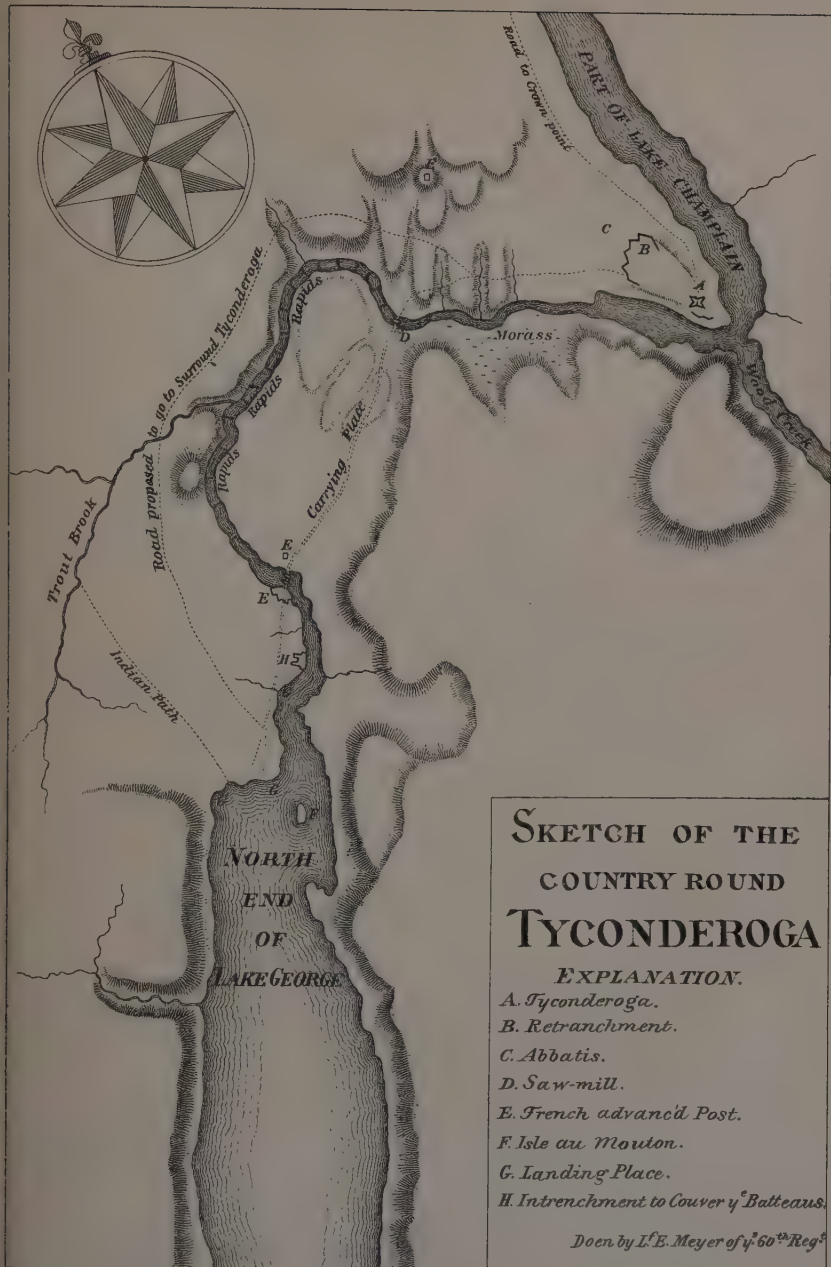 Road to Crown point
PART OF LAKE CHAMPLAIN
E
C
B
A
Road proposed to go to Surround Tyconderoga
Rapids
D
Morass
Wood Creek
Rapids
Rapids
Carrying Place
Trout Brook
E
E
H
Indian Path
G
F
NORTH
END
OF
LAKE GEORGE
SKETCH OF THE
COUNTRY ROUND
TYCONDEROGA
EXPLANATION.
A. Tyconderoga.
B. Retranchment.
C. Abbatis.
D. Saw-mill.
E. French advanc'd Post.
F. Isle au Mouton.
G. Landing Place.
H. Intrenchment to Couver yᵉ Batteaus.
Doen by Lᵗ E. Meyer of yᵉ 60ᵗʰ Regᵗ